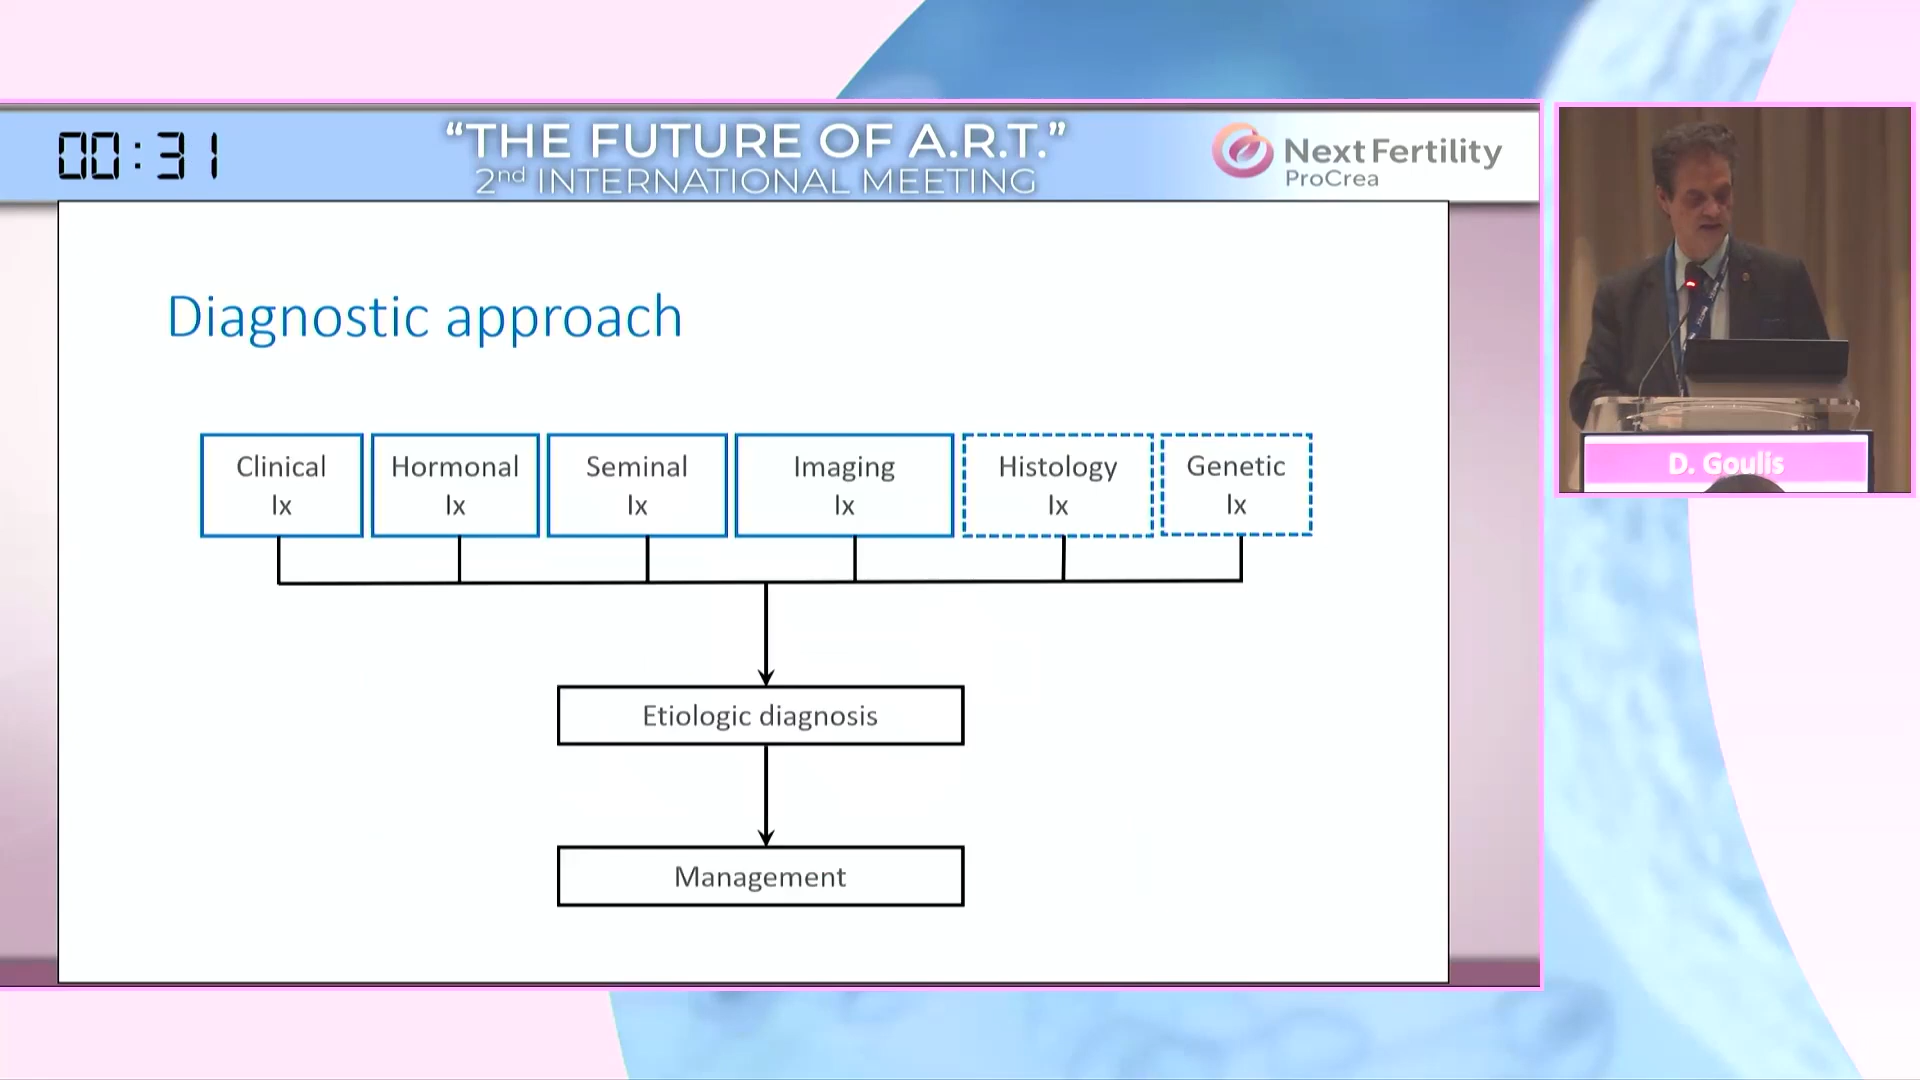 00:31
“THE FUTURE OF A.R.T.”
2nd INTERNATIONAL MEETING
Next Fertility
ProCrea
Diagnostic approach
Clinical
Ix
Hormonal
Ix
Seminal
Ix
Imaging
Ix
Histology
Ix
Genetic
Ix
Etiologic diagnosis
Management
D. Goulis